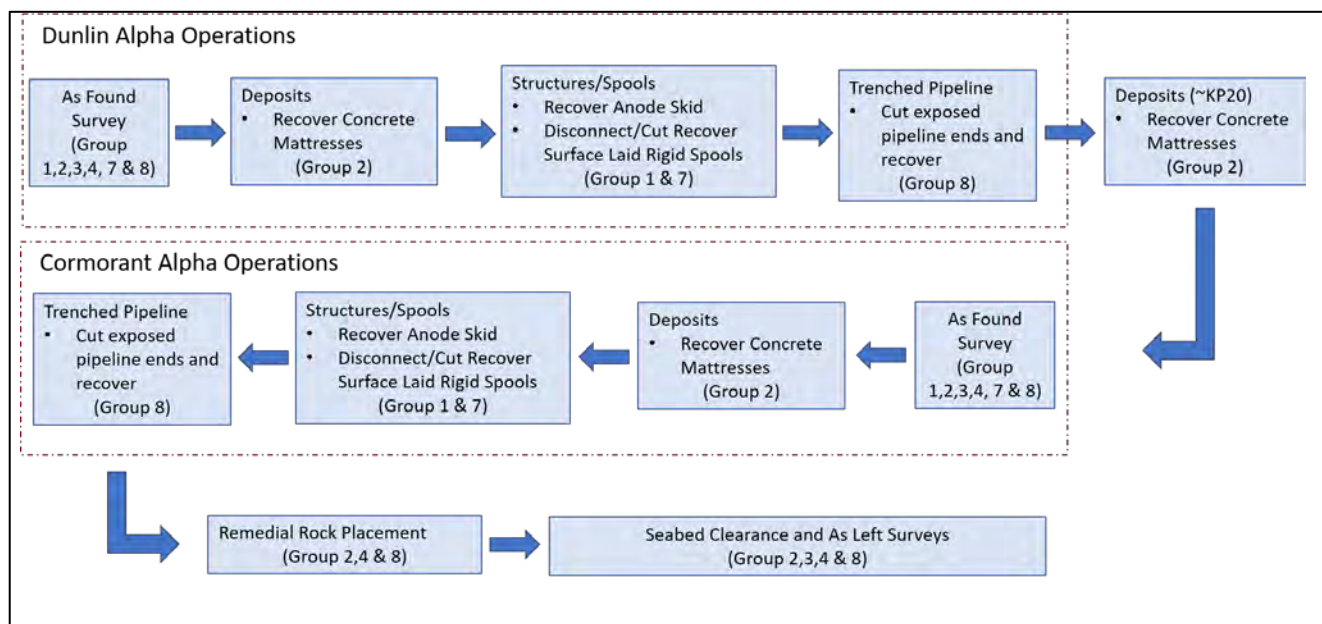 Dunlin Alpha Operations
As Found
Survey
(Group
1,2,3,4, 7 & 8)
Deposits
• Recover Concrete
Mattresses
(Group 2)
Structures/Spools
• Recover Anode Skid
• Disconnect/Cut Recover
Surface Laid Rigid Spools
(Group 1 & 7)
Trenched Pipeline
• Cut exposed
pipeline ends and
recover
(Group 8)
Deposits (~KP20)
• Recover Concrete
Mattresses
(Group 2)
Cormorant Alpha Operations
As Found
Survey
(Group
1,2,3,4, 7 & 8)
Deposits
• Recover Concrete
Mattresses
(Group 2)
Structures/Spools
• Recover Anode Skid
• Disconnect/Cut Recover
Surface Laid Rigid Spools
(Group 1 & 7)
Trenched Pipeline
• Cut exposed
pipeline ends and
recover
(Group 8)
Remedial Rock Placement
(Group 2,4 & 8)
Seabed Clearance and As Left Surveys
(Group 2,3,4 & 8)